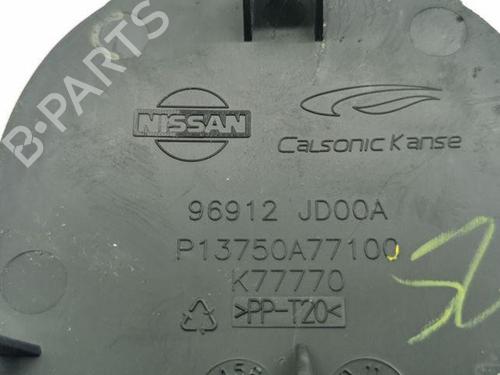 B-PARTS
NISSAN
Calsonic Kanse
96912 JD00A
P13750A77100
K77770
>PP-T20<